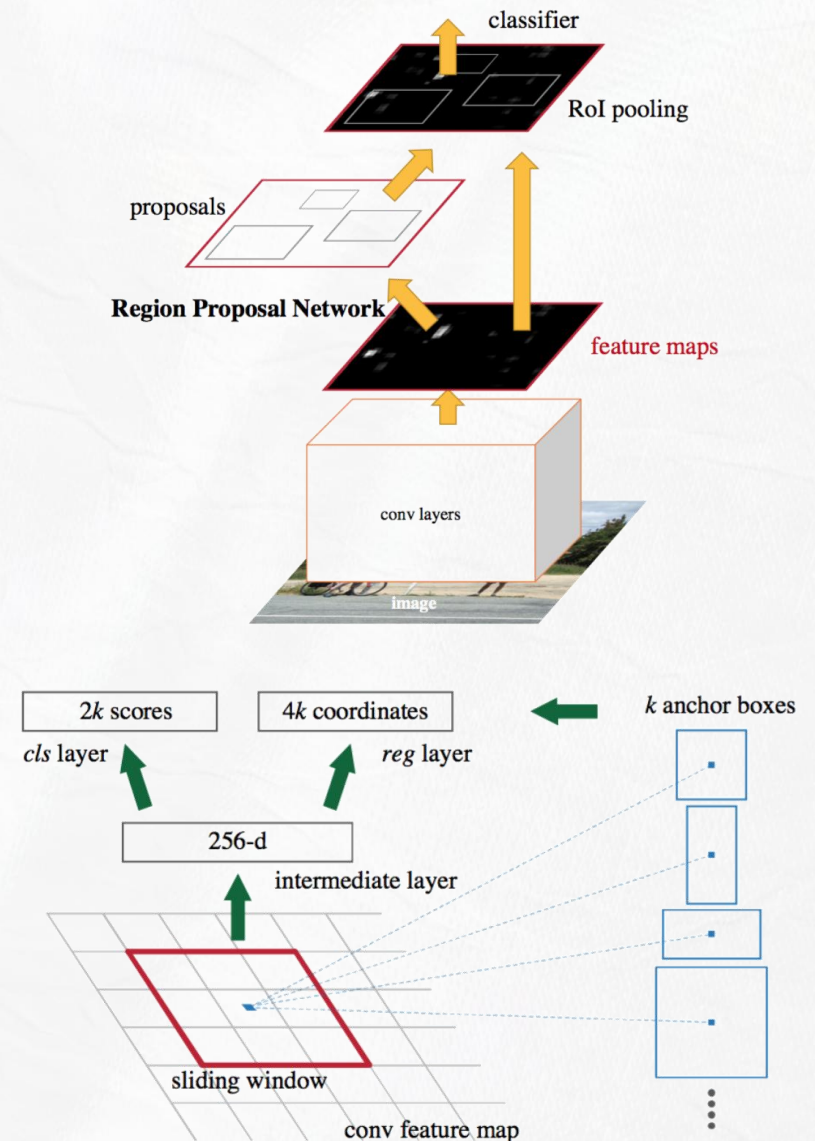 classifier
RoI pooling
proposals
Region Proposal Network
feature maps
conv layers
image
2k scores
4k coordinates
k anchor boxes
cls layer
reg layer
256-d
intermediate layer
sliding window
conv feature map